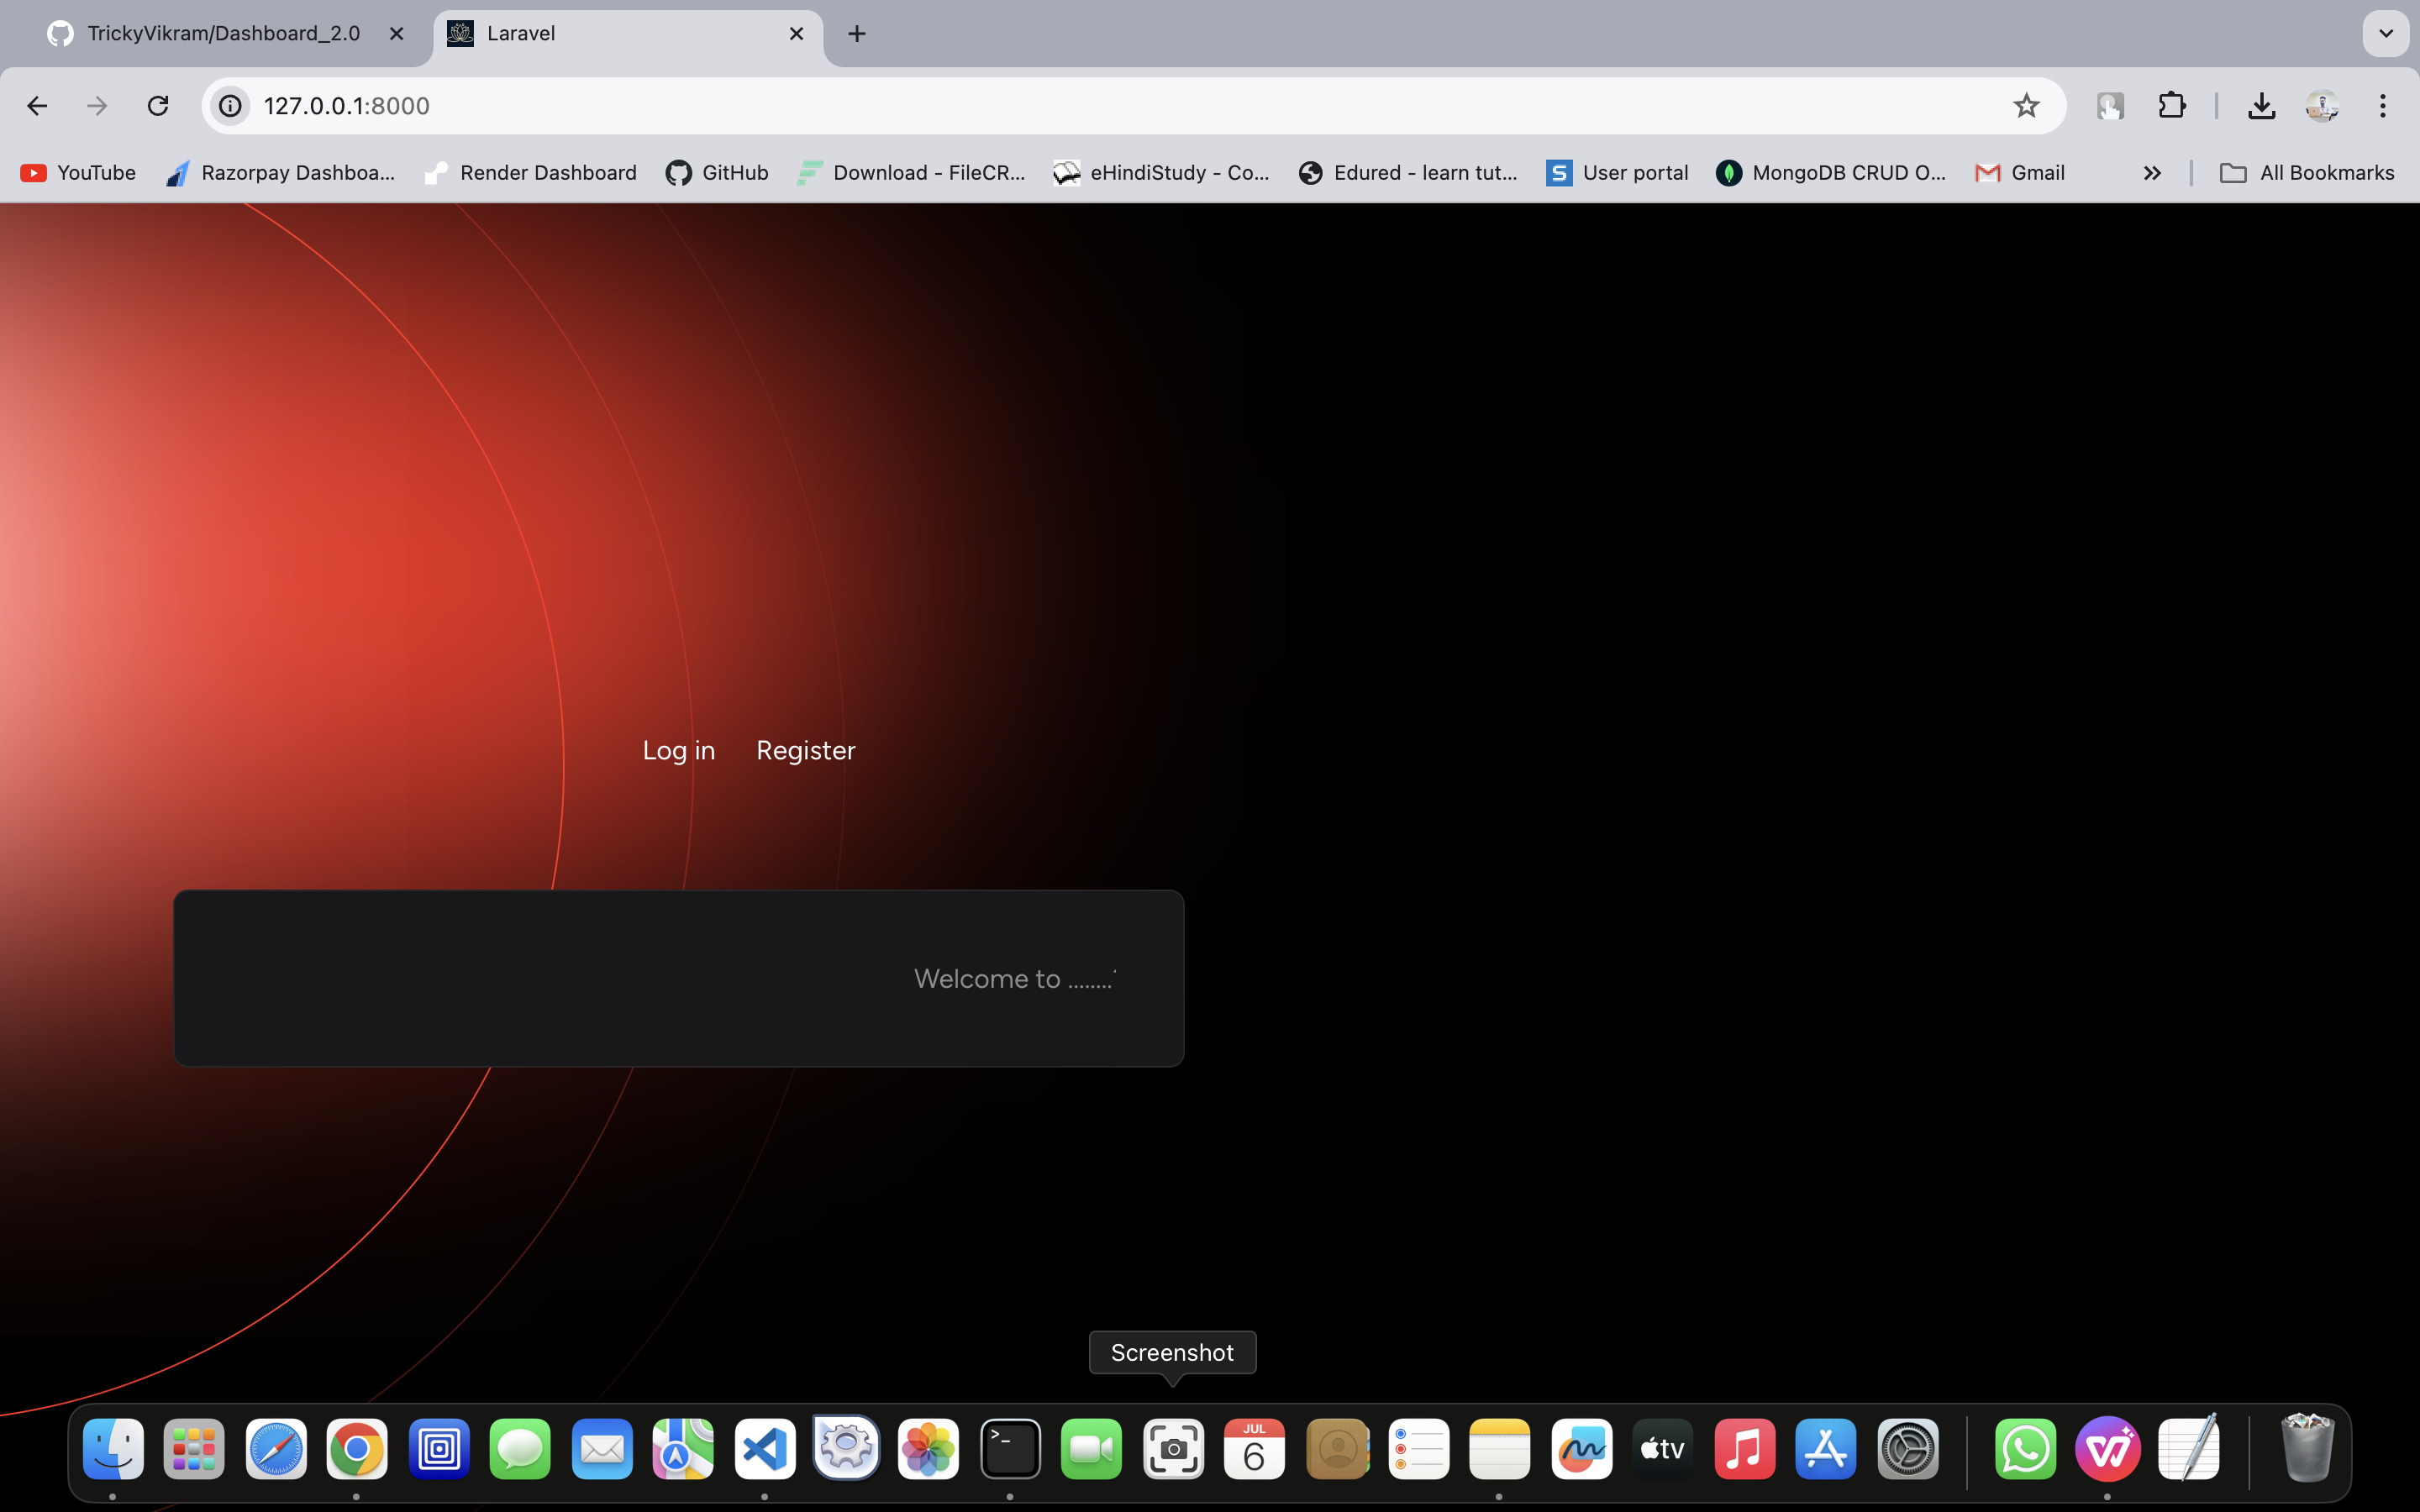 TrickyVikram/Dashboard_2.0
Laravel
127.0.0.1:8000
YouTube
Razorpay Dashboa...
Render Dashboard
GitHub
Download - FileCR...
eHindiStudy - Co...
Edured - learn tut...
User portal
MongoDB CRUD O...
Gmail
All Bookmarks
Log in
Register
Welcome to ........
Screenshot
JUL
6
tv